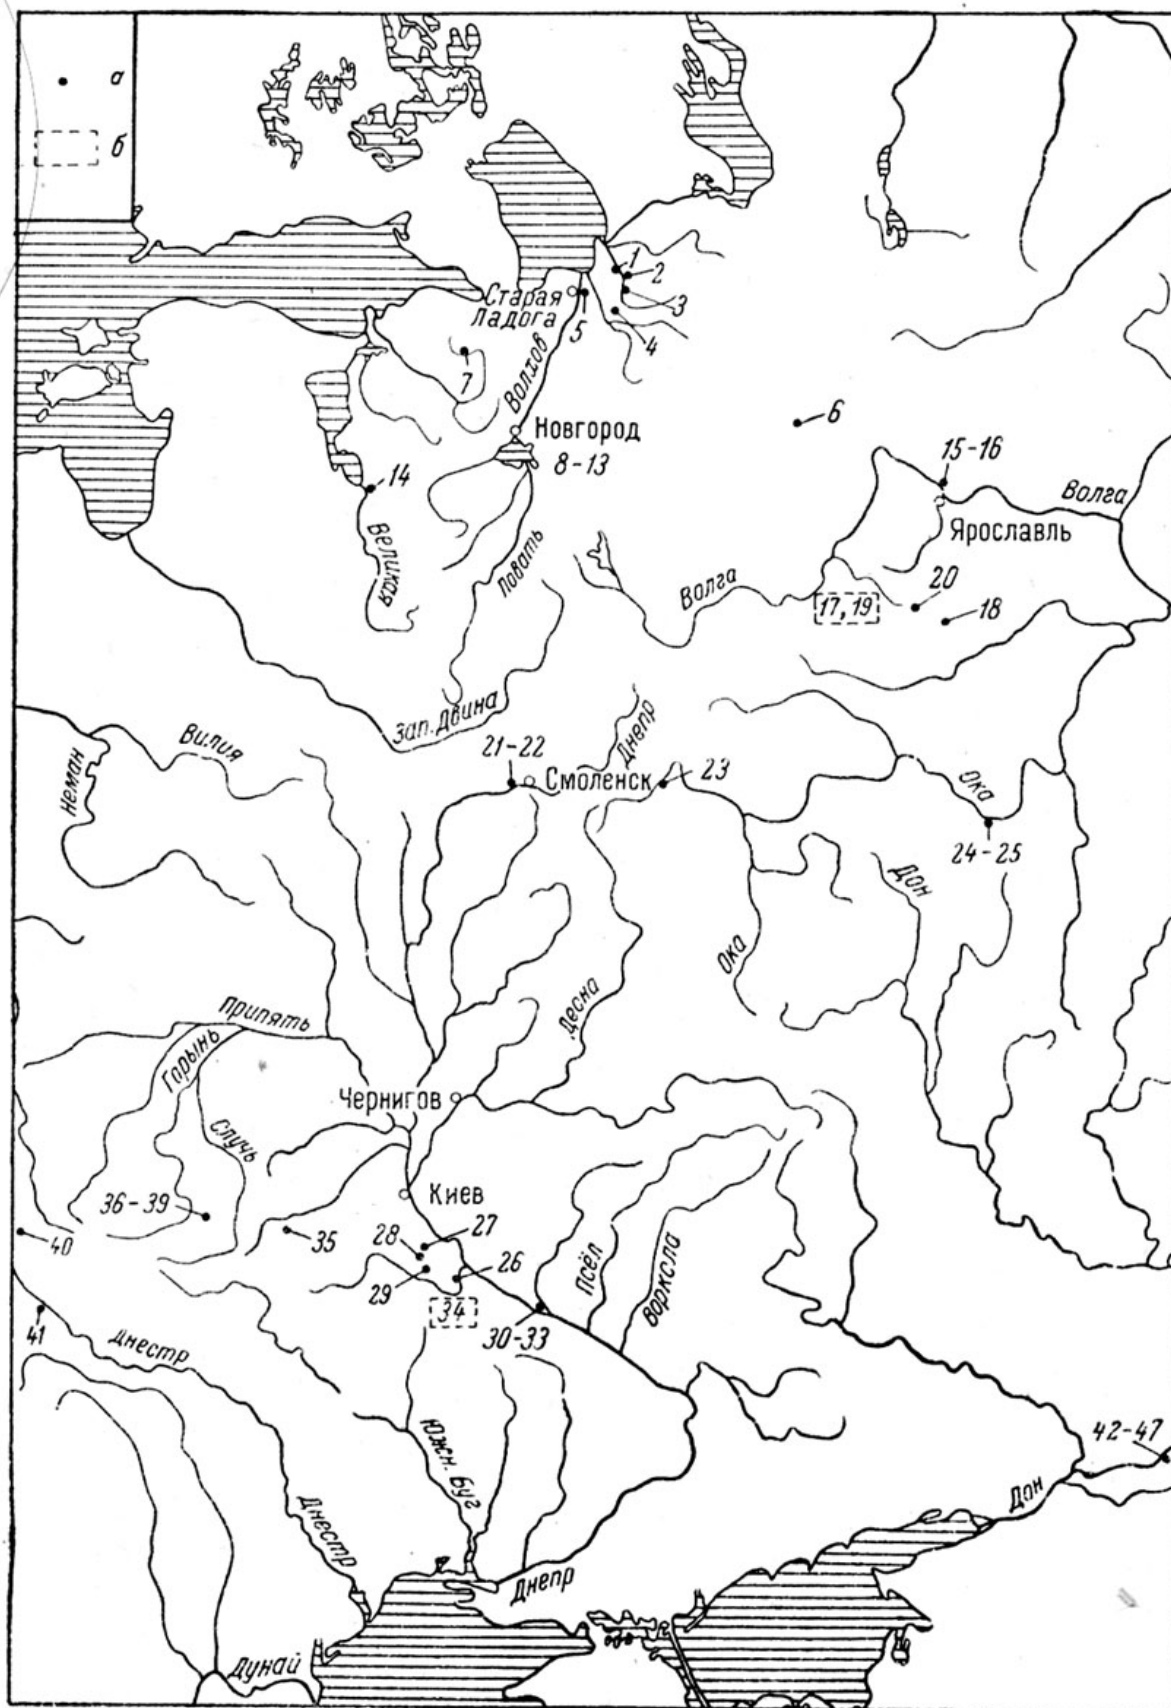 а
б
1
2
3
4
5
Старая
Ладога
Волхов
7
6
Новгород
8-13
14
Великая
Ловать
15-16
Волга
Ярославль
Волга
17, 19
20
18
Зап. Двина
Вилия
Неман
Днепр
21-22
Смоленск
23
Ока
24-25
Дон
Ока
Десна
Припять
Горынь
Случь
Чернигов
Киев
36-39
40
35
27
28
29
26
34
30-33
Псёл
Ворксла
41
Днестр
Южн. Буг
Днестр
42-47
Дон
Днепр
Дунай